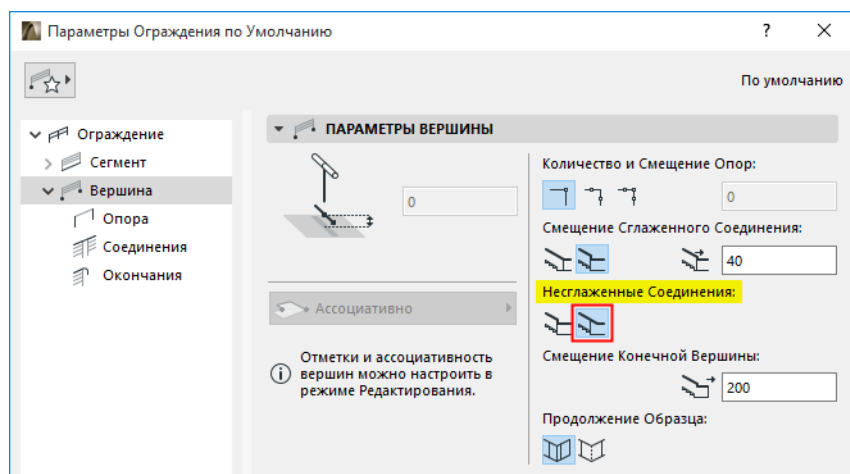 Параметры Ограждения по Умолчанию
?
По умолчанию
Ограждение
Сегмент
Вершина
Опора
Соединения
Окончания
ПАРАМЕТРЫ ВЕРШИНЫ
0
Ассоциативно
Отметки и ассоциативность
вершин можно настроить в
режиме Редактирования.
Количество и Смещение Опор:
0
Смещение Сглаженного Соединения:
40
Несглаженные Соединения:
Смещение Конечной Вершины:
200
Продолжение Образца: